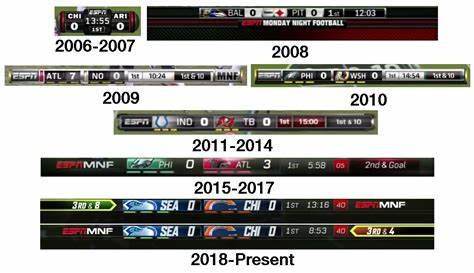 CHI 0 ESPN 13:55 1ST ARI 0
2006-2007
BAL 0 PIT 0 1st 12:03
ESPN MONDAY NIGHT FOOTBALL
2008
ESPN ATL 7 NO 0 1st 10:24 1st & 10 MNF
2009
ESPN PHI 0 WSH 0 1st 14:54 1st & 10
2010
ESPN IND 0 TB 0 1st 15:00 1st & 10
2011-2014
ESPN MNF PHI 0 ATL 3 1ST 5:58 05 2nd & Goal
2015-2017
3RD & 8 SEA 0 CHI 0 1ST 13:16 40 ESPN MNF
ESPN MNF SEA 0 CHI 0 1ST 8:53 40 3RD & 4
2018-Present